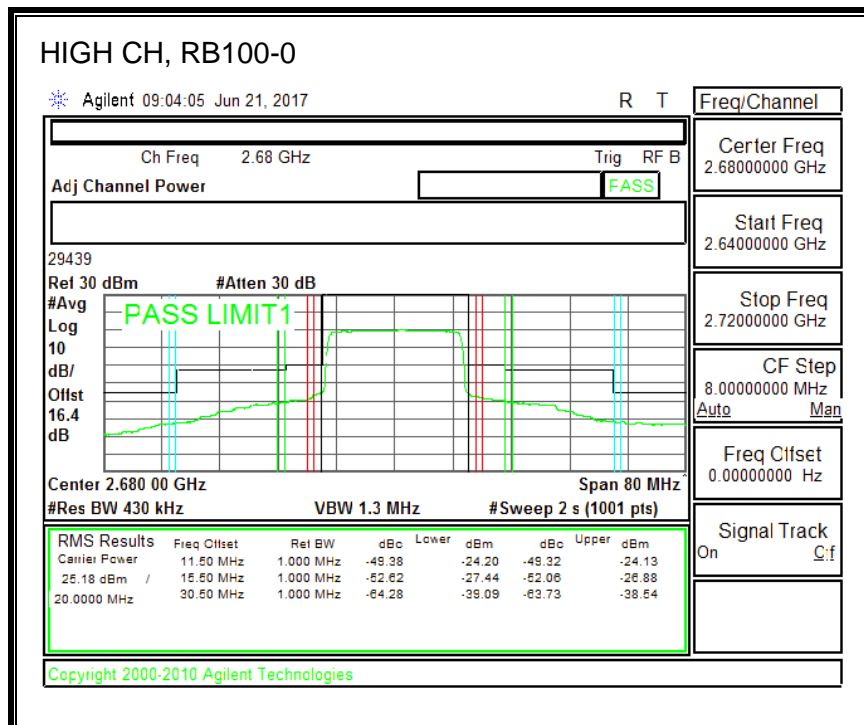 HIGH CH, RB100-0
Agilent 09:04:05 Jun 21, 2017 R T
Freq/Channel
Ch Freq 2.68 GHz Trig RF B
Adj Channel Power PASS
Center Freq
2.68000000 GHz
Start Freq
2.64000000 GHz
Stop Freq
2.72000000 GHz
CF Step
8.00000000 MHz
Auto Man
Freq Offset
0.00000000 Hz
Signal Track
On Off
29439
Ref 30 dBm #Atten 30 dB
#Avg
Log
10
dB/
Offst
16.4
dB
PASS LIMIT1
Center 2.680 00 GHz Span 80 MHz
#Res BW 430 kHz VBW 1.3 MHz #Sweep 2 s (1001 pts)
RMS Results Freq Offset Ref BW dBc Lower dBm dBc Upper dBm
Carrier Power 11.50 MHz 1.000 MHz -49.38 -24.20 -49.32 -24.13
25.18 dBm / 15.50 MHz 1.000 MHz -52.62 -27.44 -52.06 -26.88
20.0000 MHz 30.50 MHz 1.000 MHz -64.28 -39.09 -63.73 -38.54
Copyright 2000-2010 Agilent Technologies